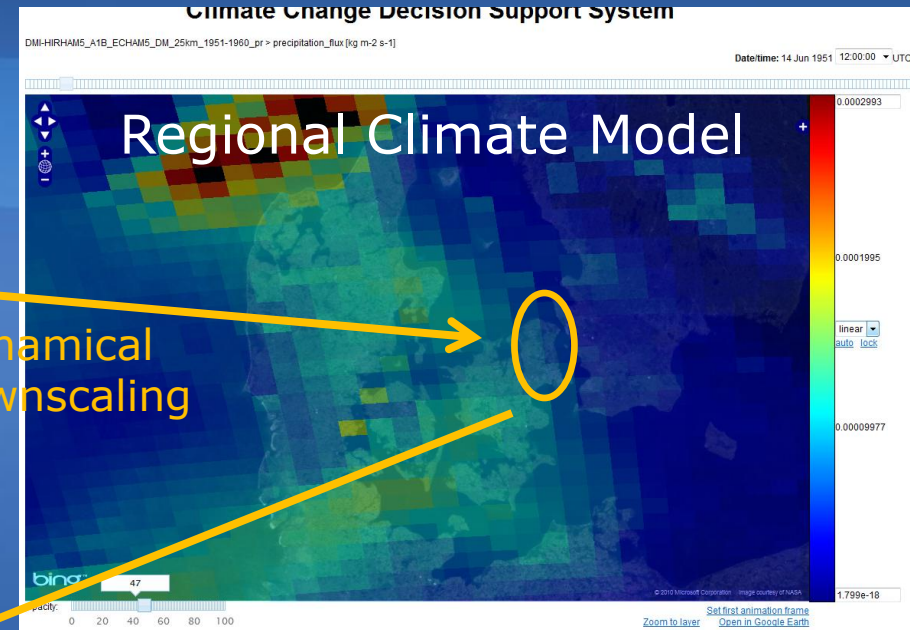 Climate Change Decision Support System
DMI-HIRHAM5_A1B_ECHAM5_DM_25km_1951-1960_pr > precipitation_flux [kg m-2 s-1]
Date/time: 14 Jun 1951 12:00:00 UTC
Regional Climate Model
0.0002993
0.0001995
linear
auto lock
namical
wnscaling
0.00009977
bing
47
© 2010 Microsoft Corporation Image courtesy of NASA
1.799e-18
pacity:
0 20 40 60 80 100
Set first animation frame
Zoom to layer Open in Google Earth